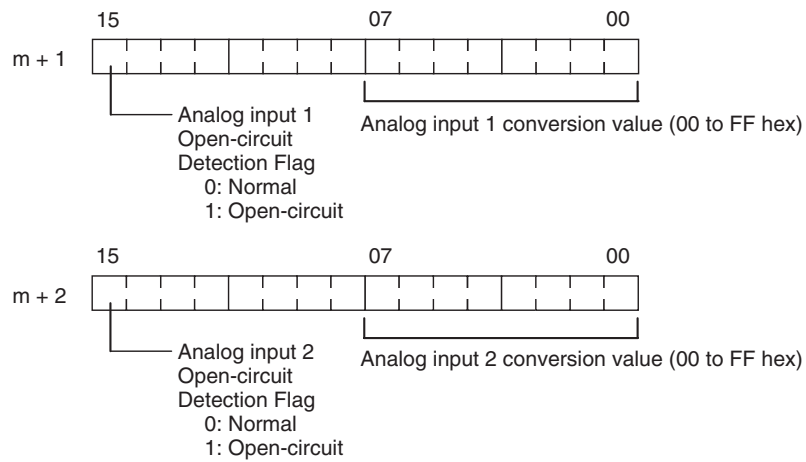 15 07 00
m + 1
Analog input 1
Open-circuit
Detection Flag
0: Normal
1: Open-circuit
Analog input 1 conversion value (00 to FF hex)
15 07 00
m + 2
Analog input 2
Open-circuit
Detection Flag
0: Normal
1: Open-circuit
Analog input 2 conversion value (00 to FF hex)